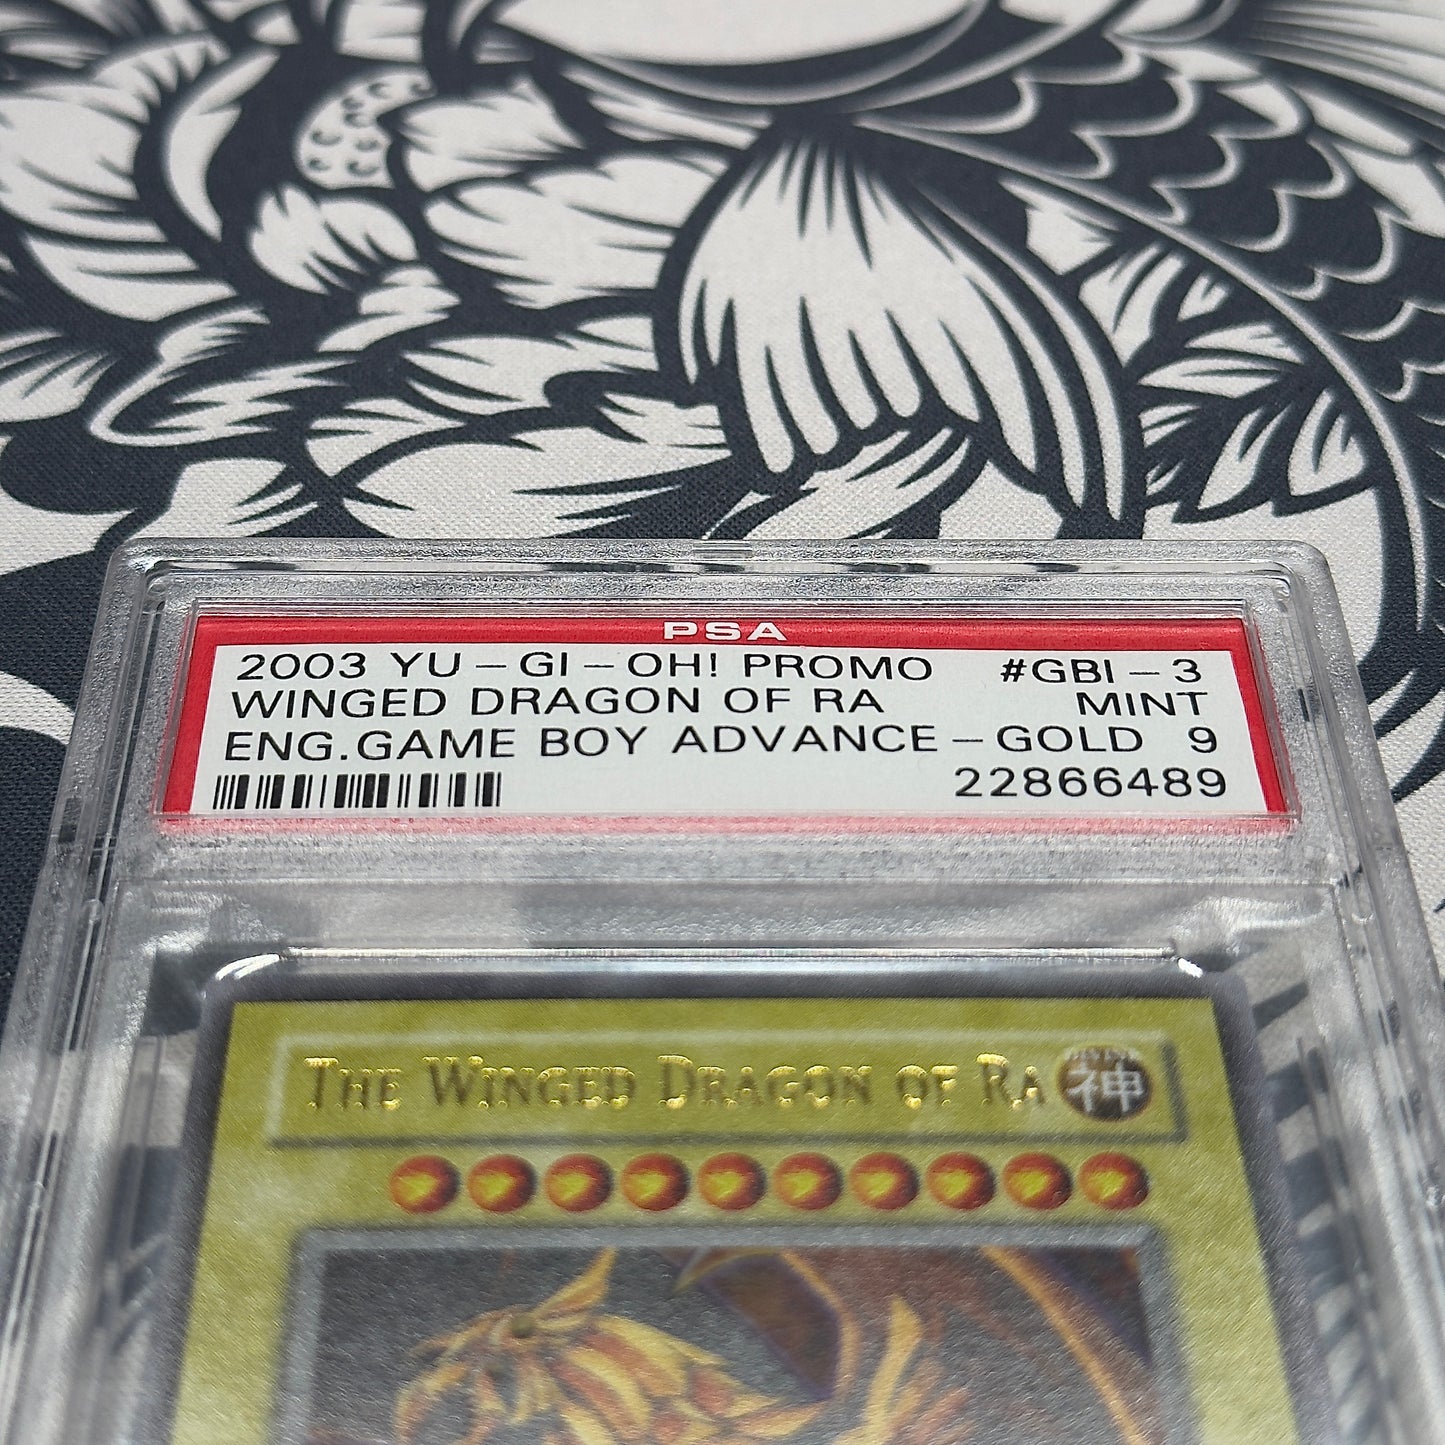 PSA
2003 YU-GI-OH! PROMO #GBI-3
WINGED DRAGON OF RA MINT
ENG.GAME BOY ADVANCE-GOLD 9
22866489
THE WINGED DRAGON OF RA
DIVINE
神